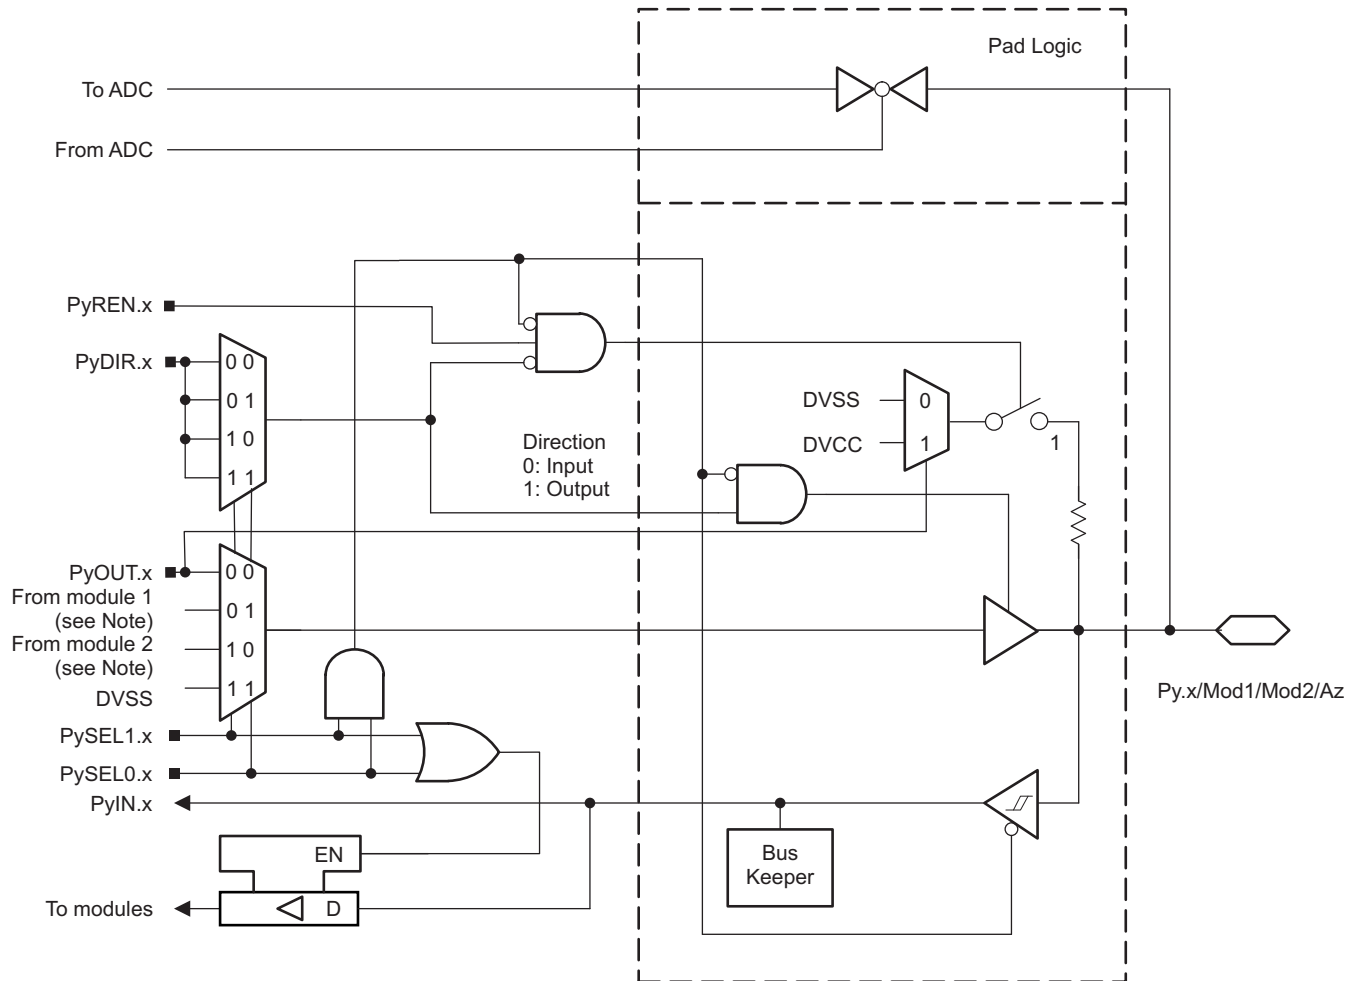 Pad Logic
To ADC
From ADC
PyREN.x
PyDIR.x
0 0
0 1
1 0
1 1
Direction
0: Input
1: Output
DVSS
0
DVCC
1
1
PyOUT.x
0 0
From module 1
(see Note)
0 1
From module 2
(see Note)
1 0
DVSS
1 1
Py.x/Mod1/Mod2/Az
PySEL1.x
PySEL0.x
PyIN.x
Bus
Keeper
EN
To modules
D